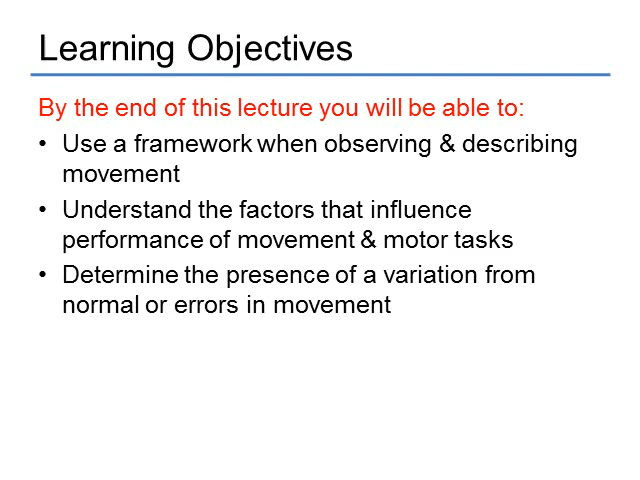 Learning Objectives
By the end of this lecture you will be able to:
• Use a framework when observing & describing
movement
• Understand the factors that influence
performance of movement & motor tasks
• Determine the presence of a variation from
normal or errors in movement